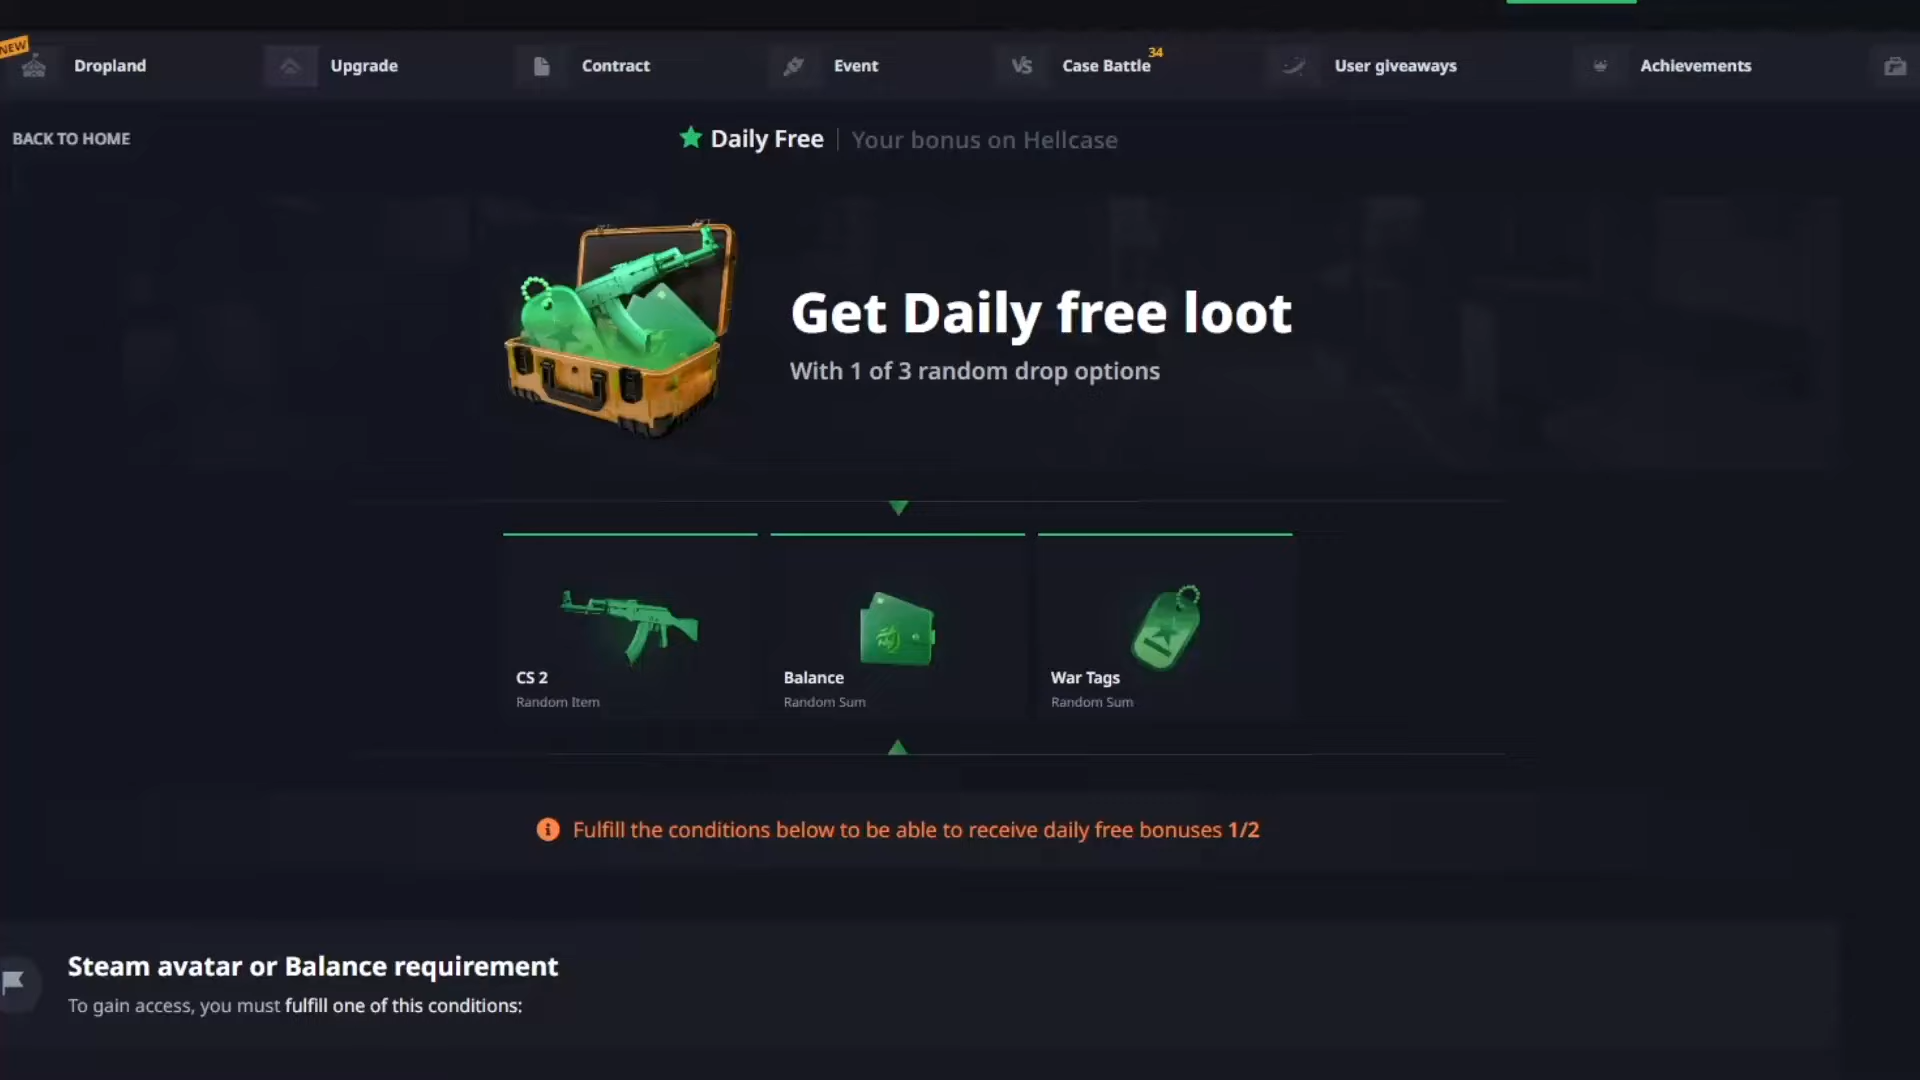 NEW
Dropland
Upgrade
Contract
Event
VS
Case Battle
34
User giveaways
Achievements
BACK TO HOME
Daily Free
Your bonus on Hellcase
Get Daily free loot
With 1 of 3 random drop options
CS 2
Random Item
Balance
Random Sum
War Tags
Random Sum
Fulfill the conditions below to be able to receive daily free bonuses 1/2
Steam avatar or Balance requirement
To gain access, you must fulfill one of this conditions: